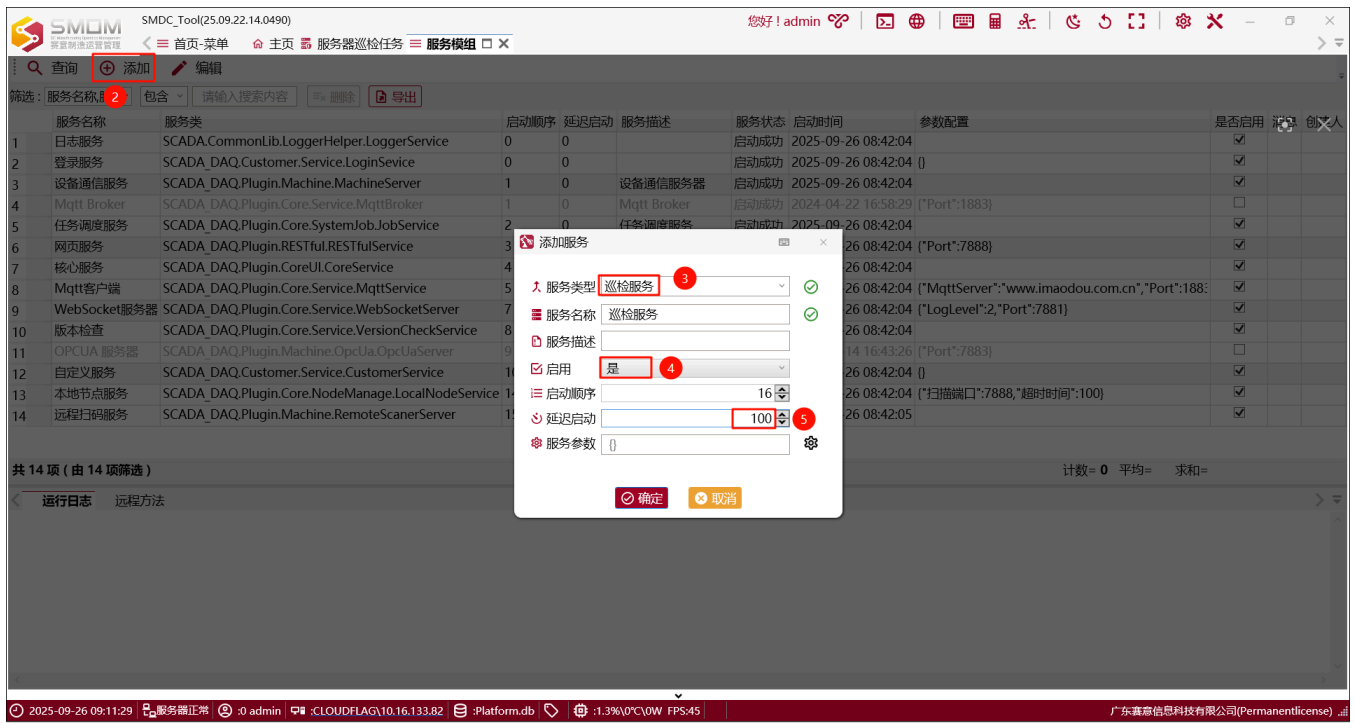 SMOM
赛意制造运营管理
SMDC_Tool(25.09.22.14.0490)
您好 ! admin
首页-菜单 主页 服务器巡检任务 服务模组
查询 添加 编辑
2
筛选 : 服务名称, 包含 请输入搜索内容 删除 导出
服务名称 服务类 启动顺序 延迟启动 服务描述 服务状态 启动时间 参数配置 是否启用 创建人
1 日志服务 SCADA.CommonLib.LoggerHelper.LoggerService 0 0 启动成功 2025-09-26 08:42:04
2 登录服务 SCADA_DAQ.Customer.Service.LoginSevice 0 0 启动成功 2025-09-26 08:42:04 {}
3 设备通信服务 SCADA_DAQ.Plugin.Machine.MachineServer 1 0 设备通信服务器 启动成功 2025-09-26 08:42:04
4 Mqtt Broker SCADA_DAQ.Plugin.Core.Service.MqttBroker 1 0 Mqtt Broker 启动成功 2024-04-22 16:58:29 {"Port":1883}
5 任务调度服务 SCADA_DAQ.Plugin.Core.SystemJob.JobService 2 0 任务调度服务 启动成功 2025-09-26 08:42:04
6 网页服务 SCADA_DAQ.Plugin.RESTful.RESTfulService 3 -26 08:42:04 {"Port":7888}
7 核心服务 SCADA_DAQ.Plugin.CoreUI.CoreService 4 -26 08:42:04
8 Mqtt客户端 SCADA_DAQ.Plugin.Core.Service.MqttService 5 -26 08:42:04 {"MqttServer":"www.imaodou.com.cn","Port":188
9 WebSocket服务器 SCADA_DAQ.Plugin.Core.Service.WebSocketServer 7 -26 08:42:04 {"LogLevel":2,"Port":7881}
10 版本检查 SCADA_DAQ.Plugin.Core.Service.VersionCheckService 8 -26 08:42:04
11 OPCUA 服务器 SCADA_DAQ.Plugin.Machine.OpcUa.OpcUaServer 9 -14 16:43:26 {"Port":7883}
12 自定义服务 SCADA_DAQ.Customer.Service.CustomerService 1 -26 08:42:04 {}
13 本地节点服务 SCADA_DAQ.Plugin.Core.NodeManage.LocalNodeService 1 -26 08:42:04 {"扫描端口":7888,"超时时间":100}
14 远程扫码服务 SCADA_DAQ.Plugin.Machine.RemoteScanerServer 1 -26 08:42:05
添加服务
服务类型 巡检服务 3
服务名称 巡检服务
服务描述
启用 是 4
启动顺序 16
延迟启动 100 5
服务参数 {}
确定 取消
共 14 项 ( 由 14 项筛选 ) 计数= 0 平均= 求和=
运行日志 远程方法
2025-09-26 09:11:29 服务器正常 :0 admin :CLOUDFLAG\10.16.133.82 :Platform.db :1.3%\0°C\0W FPS:45 广东赛意信息科技有限公司(Permanentlicense)